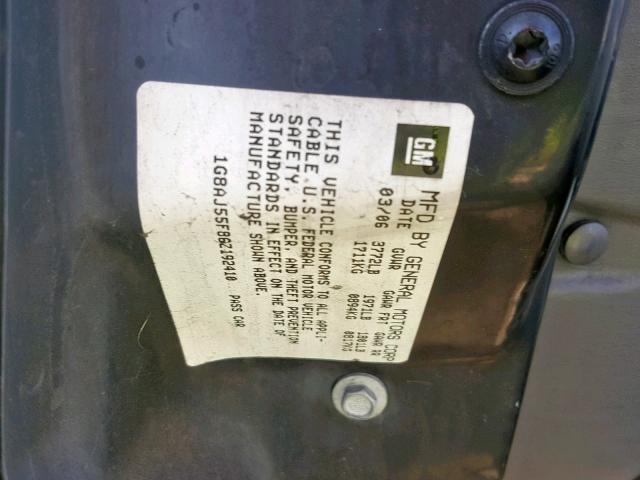 GM MFD BY GENERAL MOTORS CORP
DATE GVWR GAWR FRT GAWR RR
03/06 3772LB 1971LB 1801LB
1711KG 0894KG 0817KG
THIS VEHICLE CONFORMS TO ALL APPLI-
CABLE U.S. FEDERAL MOTOR VEHICLE
SAFETY, BUMPER, AND THEFT PREVENTION
STANDARDS IN EFFECT ON THE DATE OF
MANUFACTURE SHOWN ABOVE.
1G8AJ55F86Z192410 PASS CAR